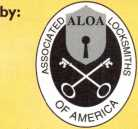 by:
ALOA
ASSOCIATED LOCKSMITHS
OF AMERICA